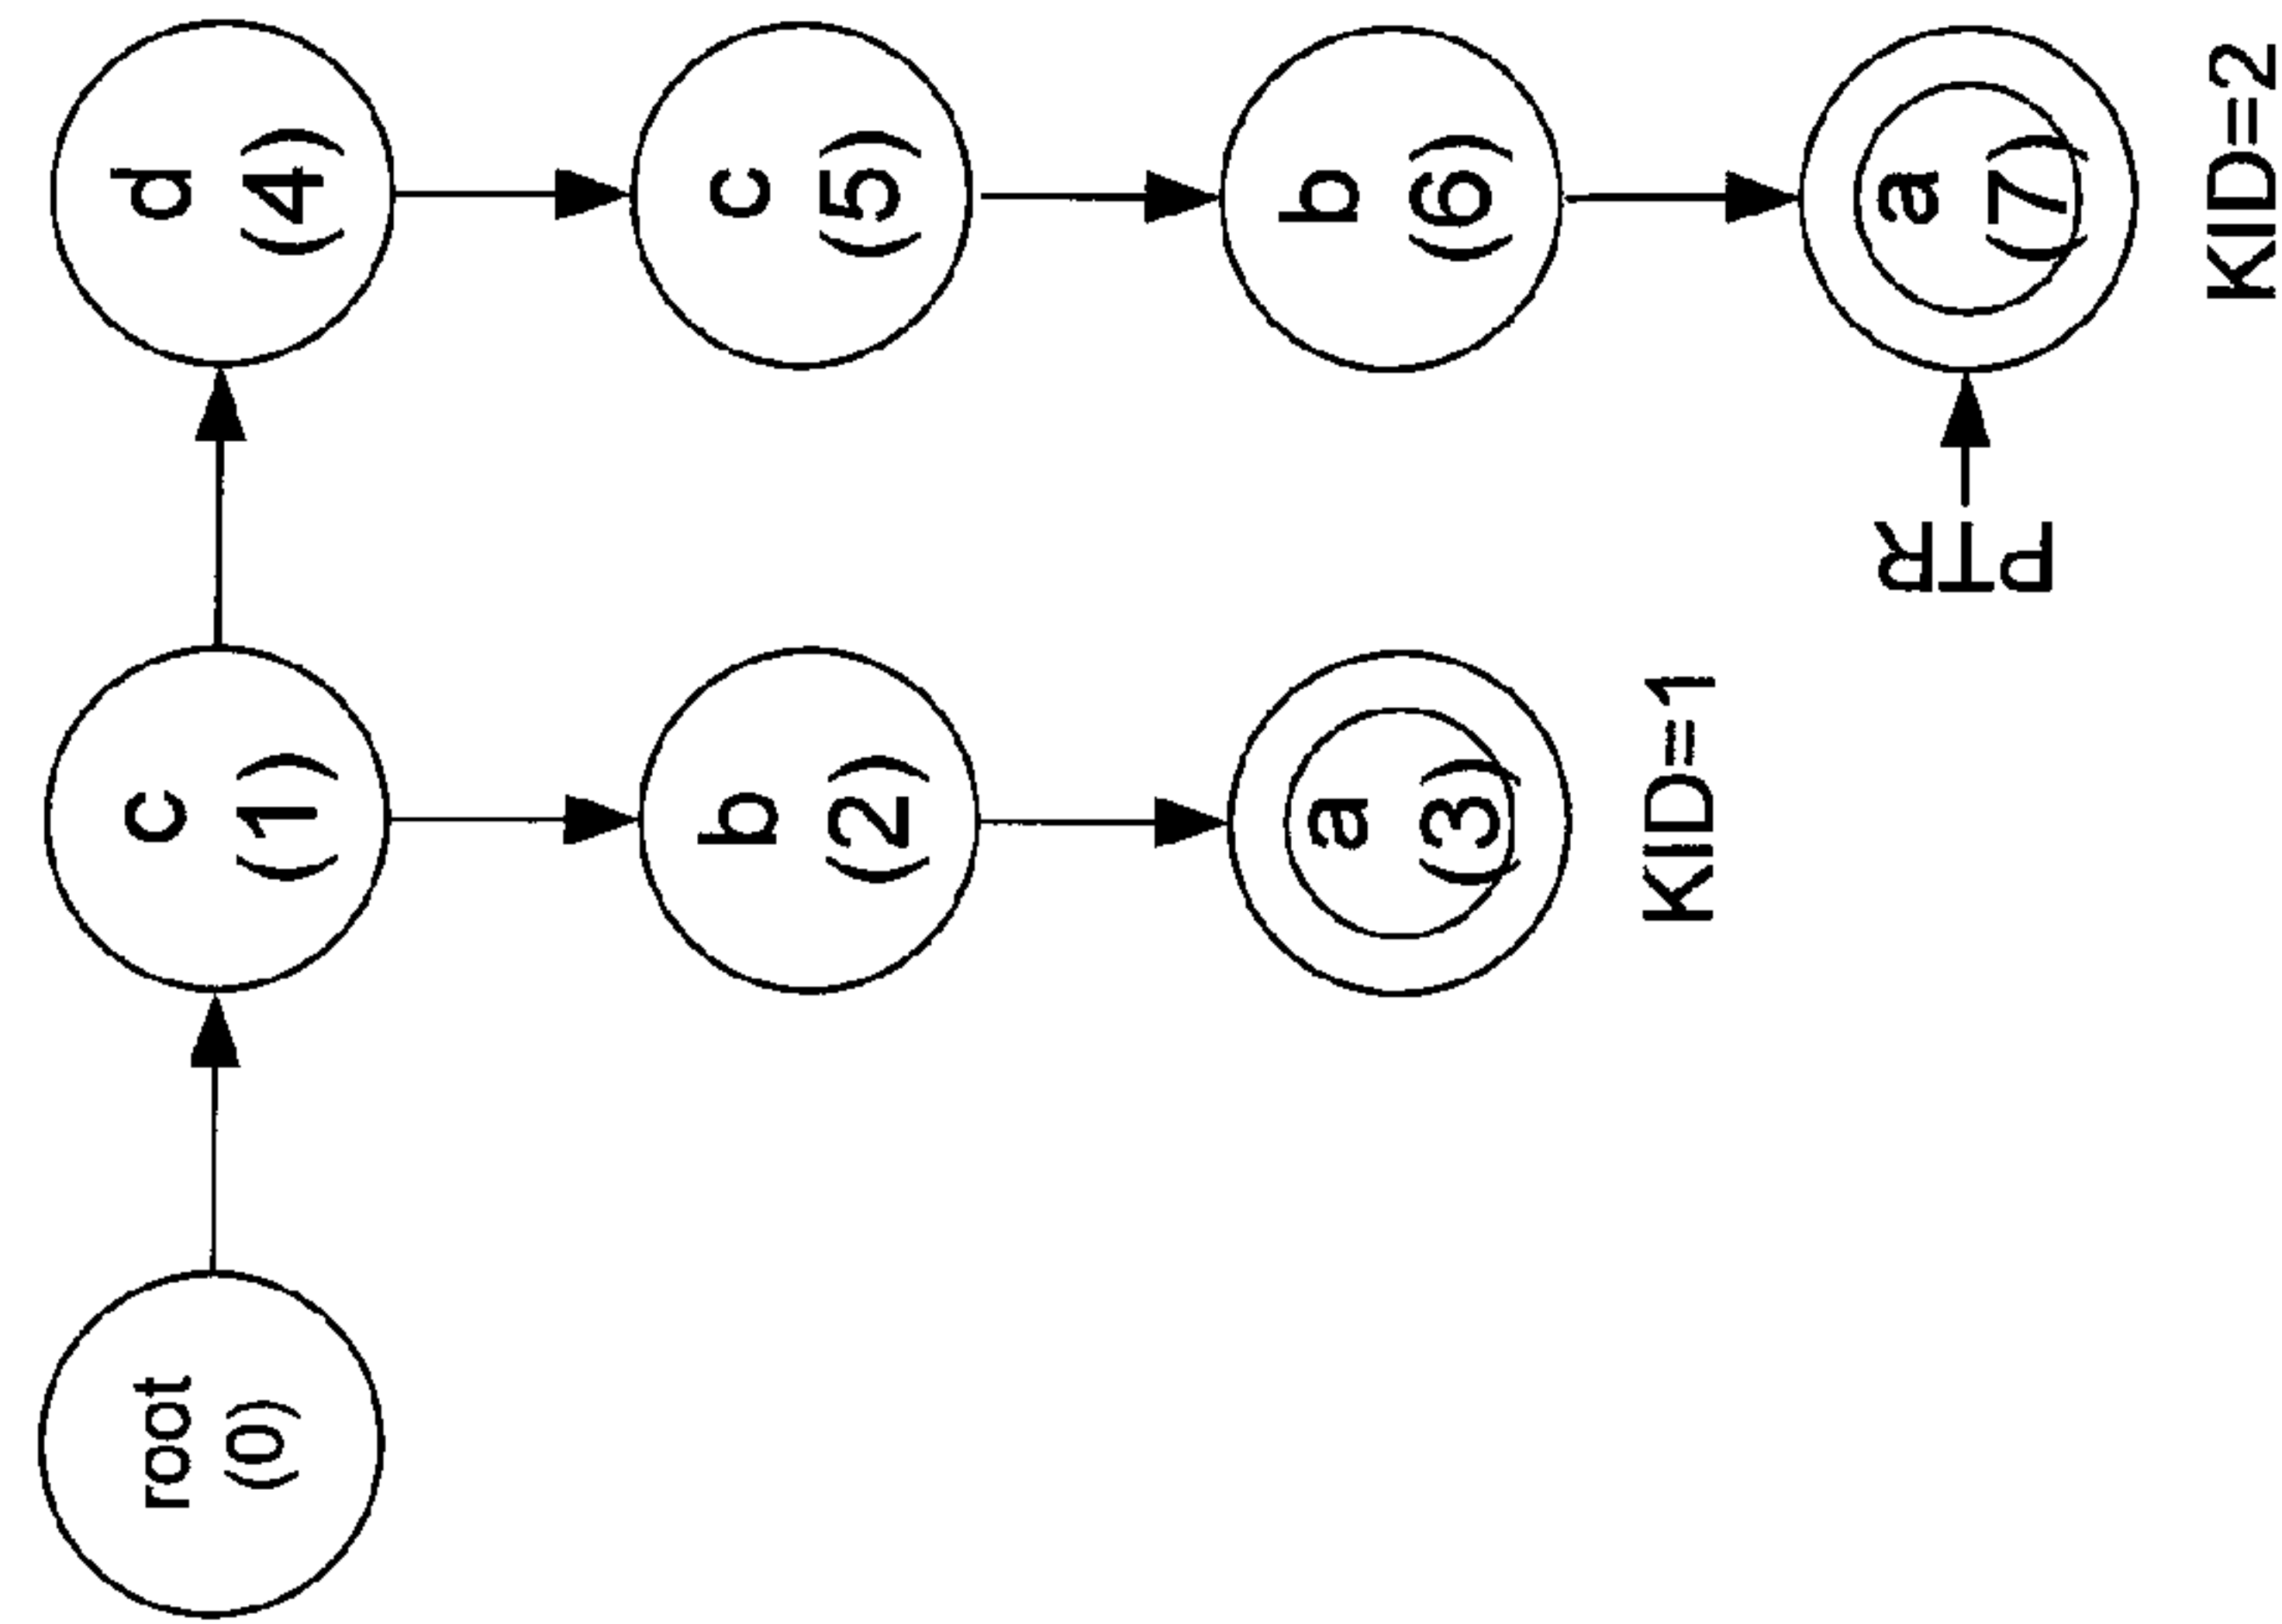 root
(0)
c
(1)
d
(4)
b
(2)
c
(5)
a
(3)
KID=1
b
(6)
PTR
a
(7)
KID=2